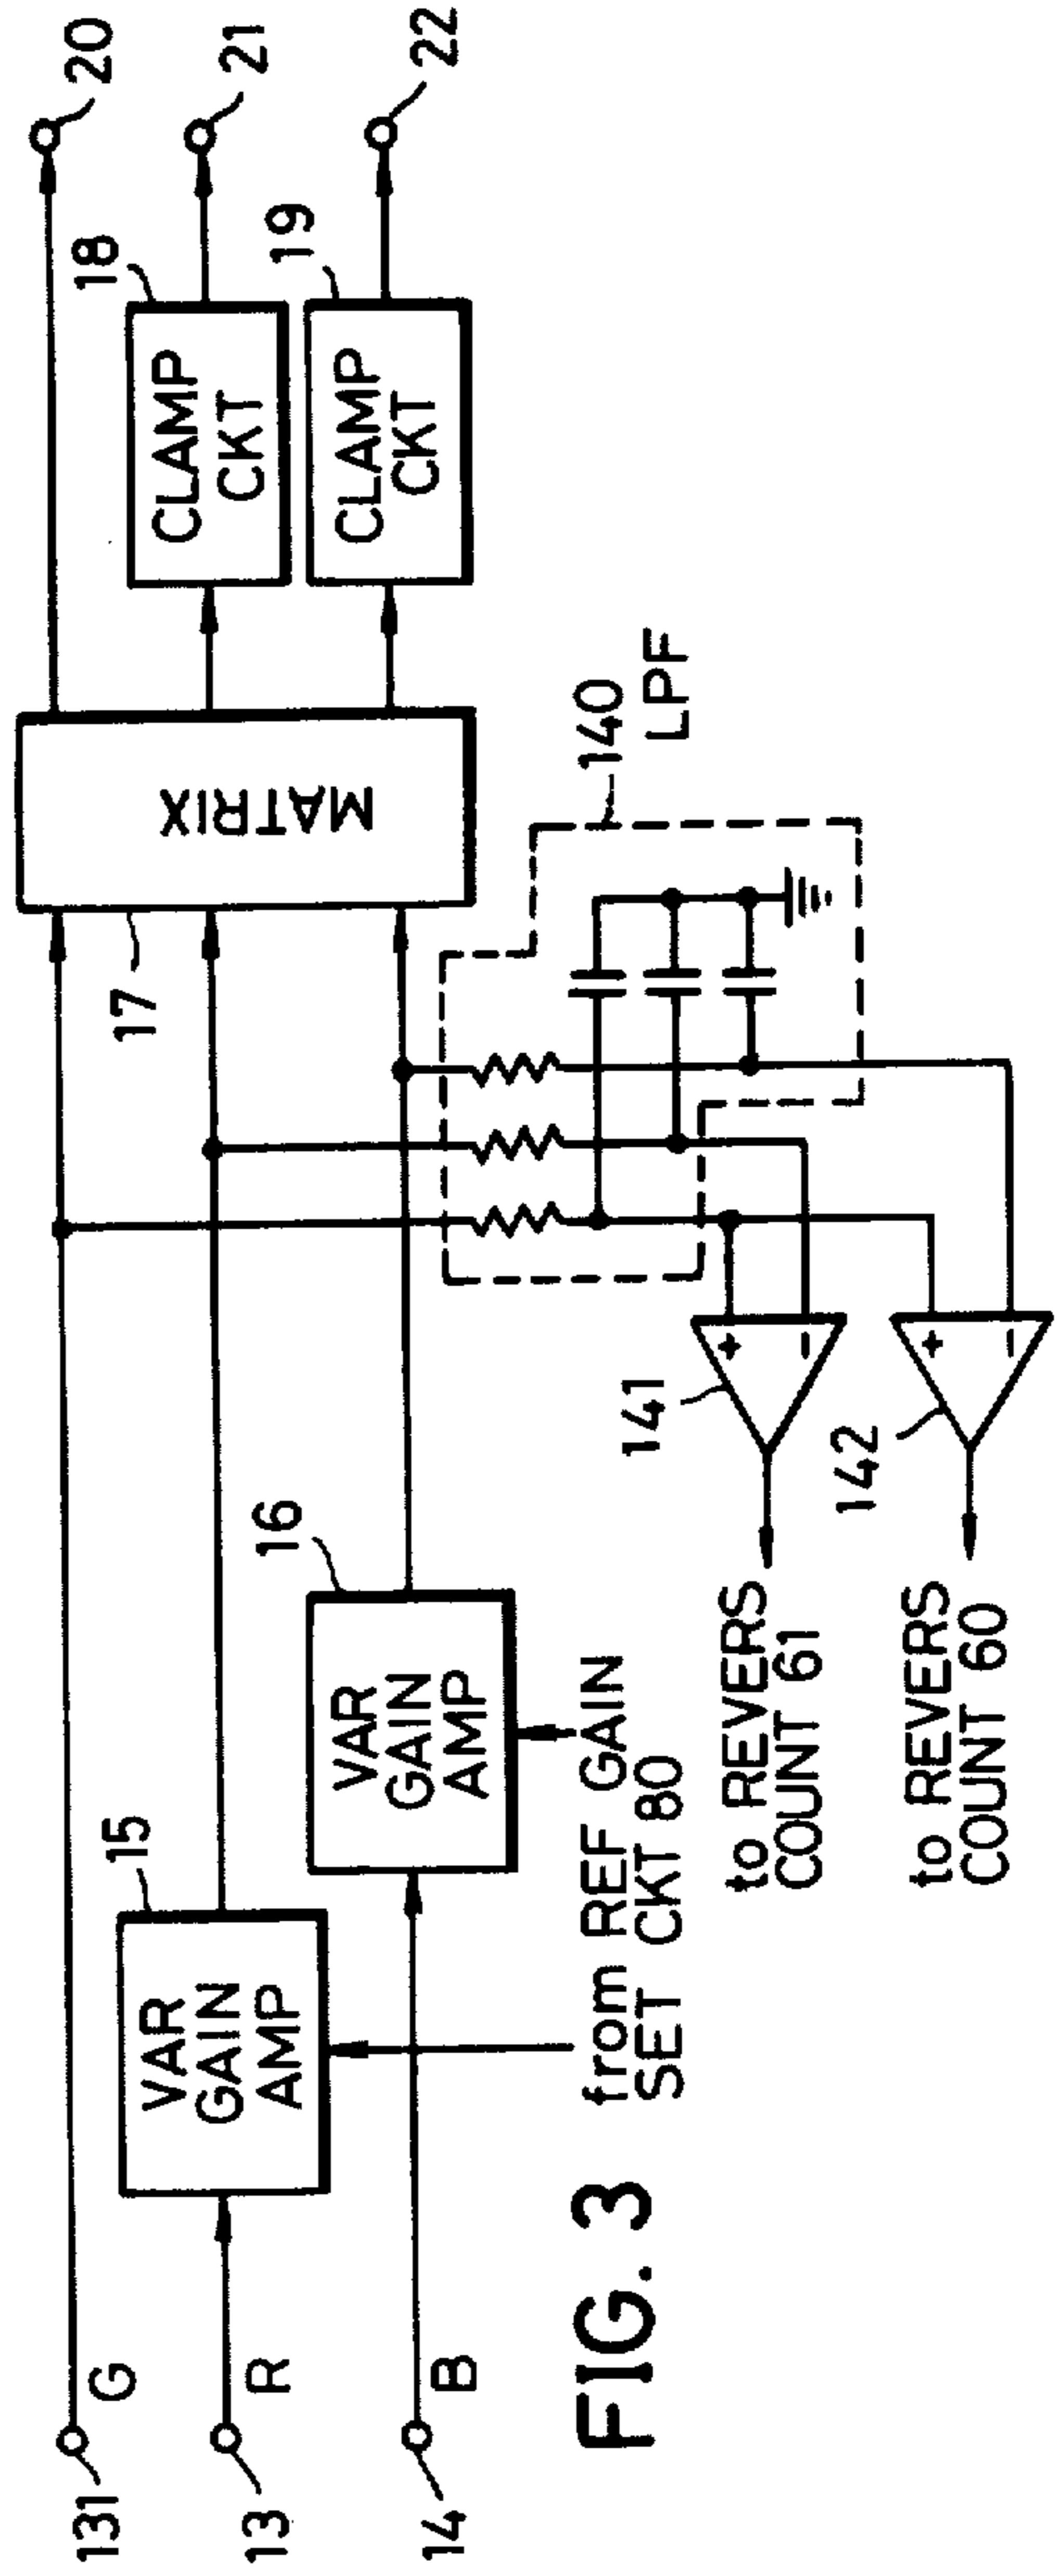 131
G
13
R
14
B
15
VAR
GAIN
AMP
16
VAR
GAIN
AMP
from REF GAIN
SET CKT 80
17
MATRIX
18
CLAMP
CKT
19
CLAMP
CKT
20
21
22
140
LPF
+
−
141
+
−
142
to REVERS
COUNT 61
to REVERS
COUNT 60
FIG. 3